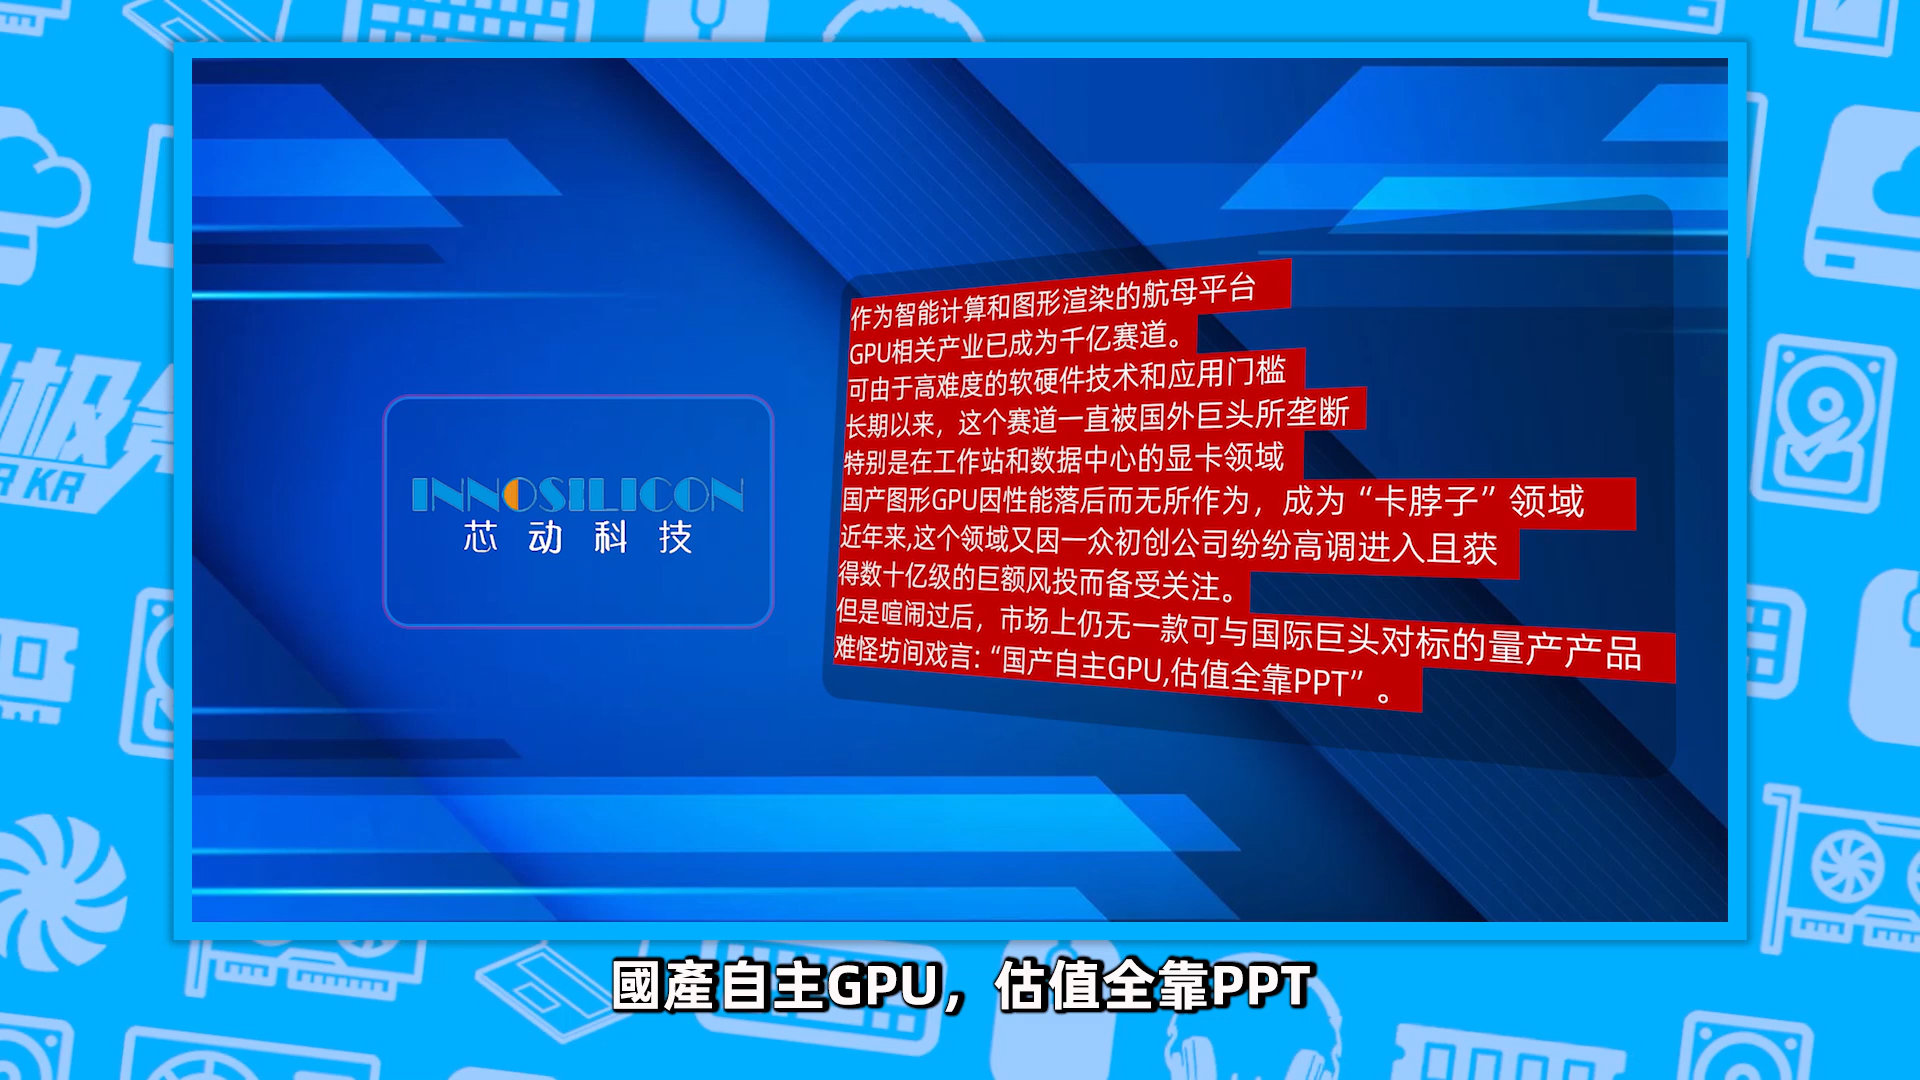 INNOSILICON
芯动科技
作为智能计算和图形渲染的航母平台
GPU相关产业已成为千亿赛道。
可由于高难度的软硬件技术和应用门槛
长期以来，这个赛道一直被国外巨头所垄断
特别是在工作站和数据中心的显卡领域
国产图形GPU因性能落后而无所作为，成为“卡脖子”领域
近年来,这个领域又因一众初创公司纷纷高调进入且获
得数十亿级的巨额风投而备受关注。
但是喧闹过后，市场上仍无一款可与国际巨头对标的量产产品
难怪坊间戏言:“国产自主GPU,估值全靠PPT”。
國產自主GPU，估值全靠PPT